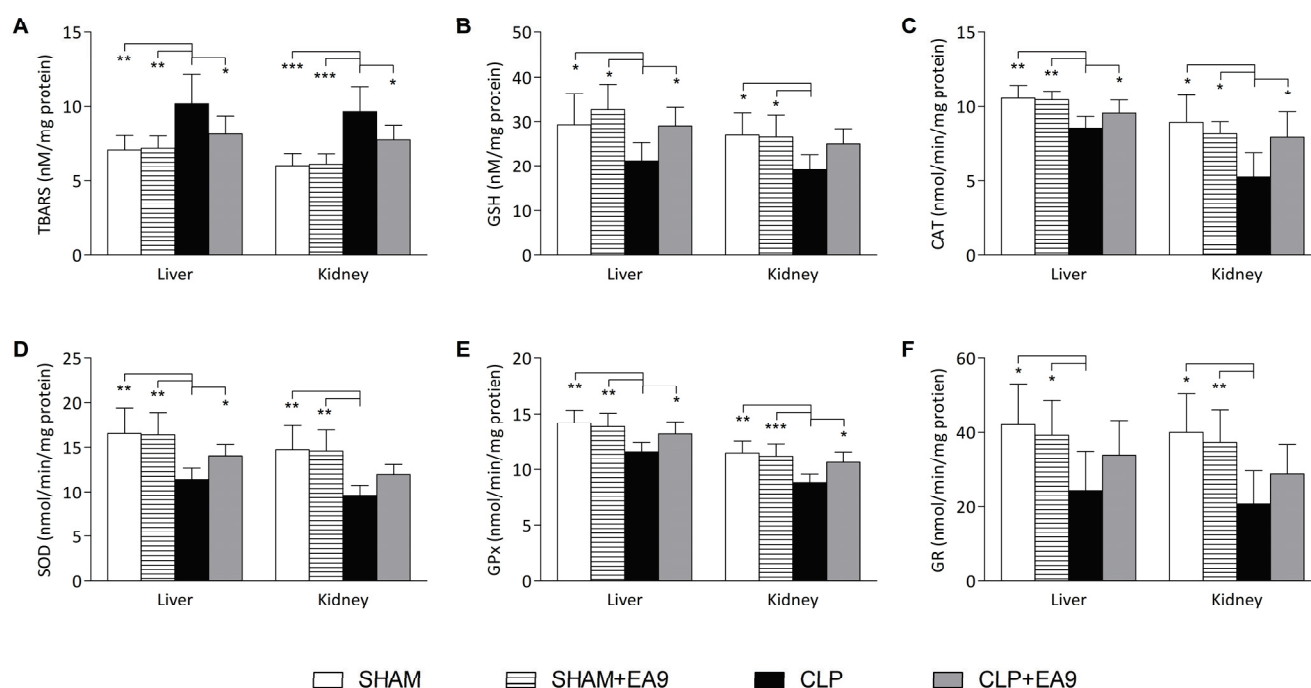 A
TBARS (nM/mg protein)
15
10
5
0
** ** *
*** *** *
Liver Kidney
B
GSH (nM/mg protein)
50
40
30
20
10
0
* * *
* *
Liver Kidney
C
CAT (nmol/min/mg protein)
15
10
5
0
** ** *
* * *
Liver Kidney
D
SOD (nmol/min/mg protein)
25
20
15
10
5
0
** ** *
** **
Liver Kidney
E
GPx (nmol/min/mg protien)
20
15
10
5
0
** ** *
** *** *
Liver Kidney
F
GR (nmol/min/mg protien)
60
40
20
0
* *
* **
Liver Kidney
SHAM SHAM+EA9 CLP CLP+EA9